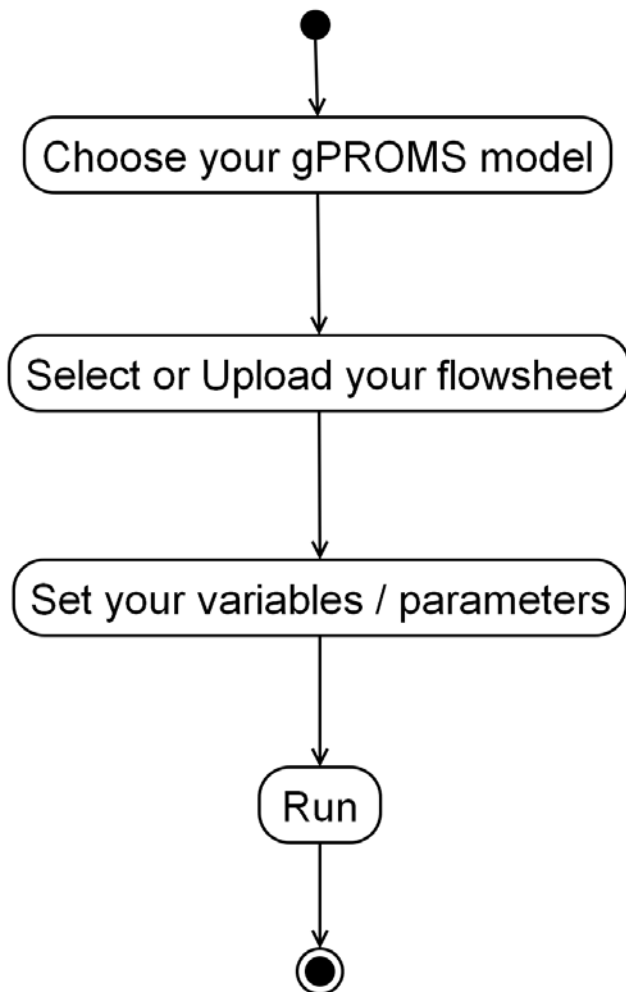 Choose your gPROMS model
Select or Upload your flowsheet
Set your variables / parameters
Run